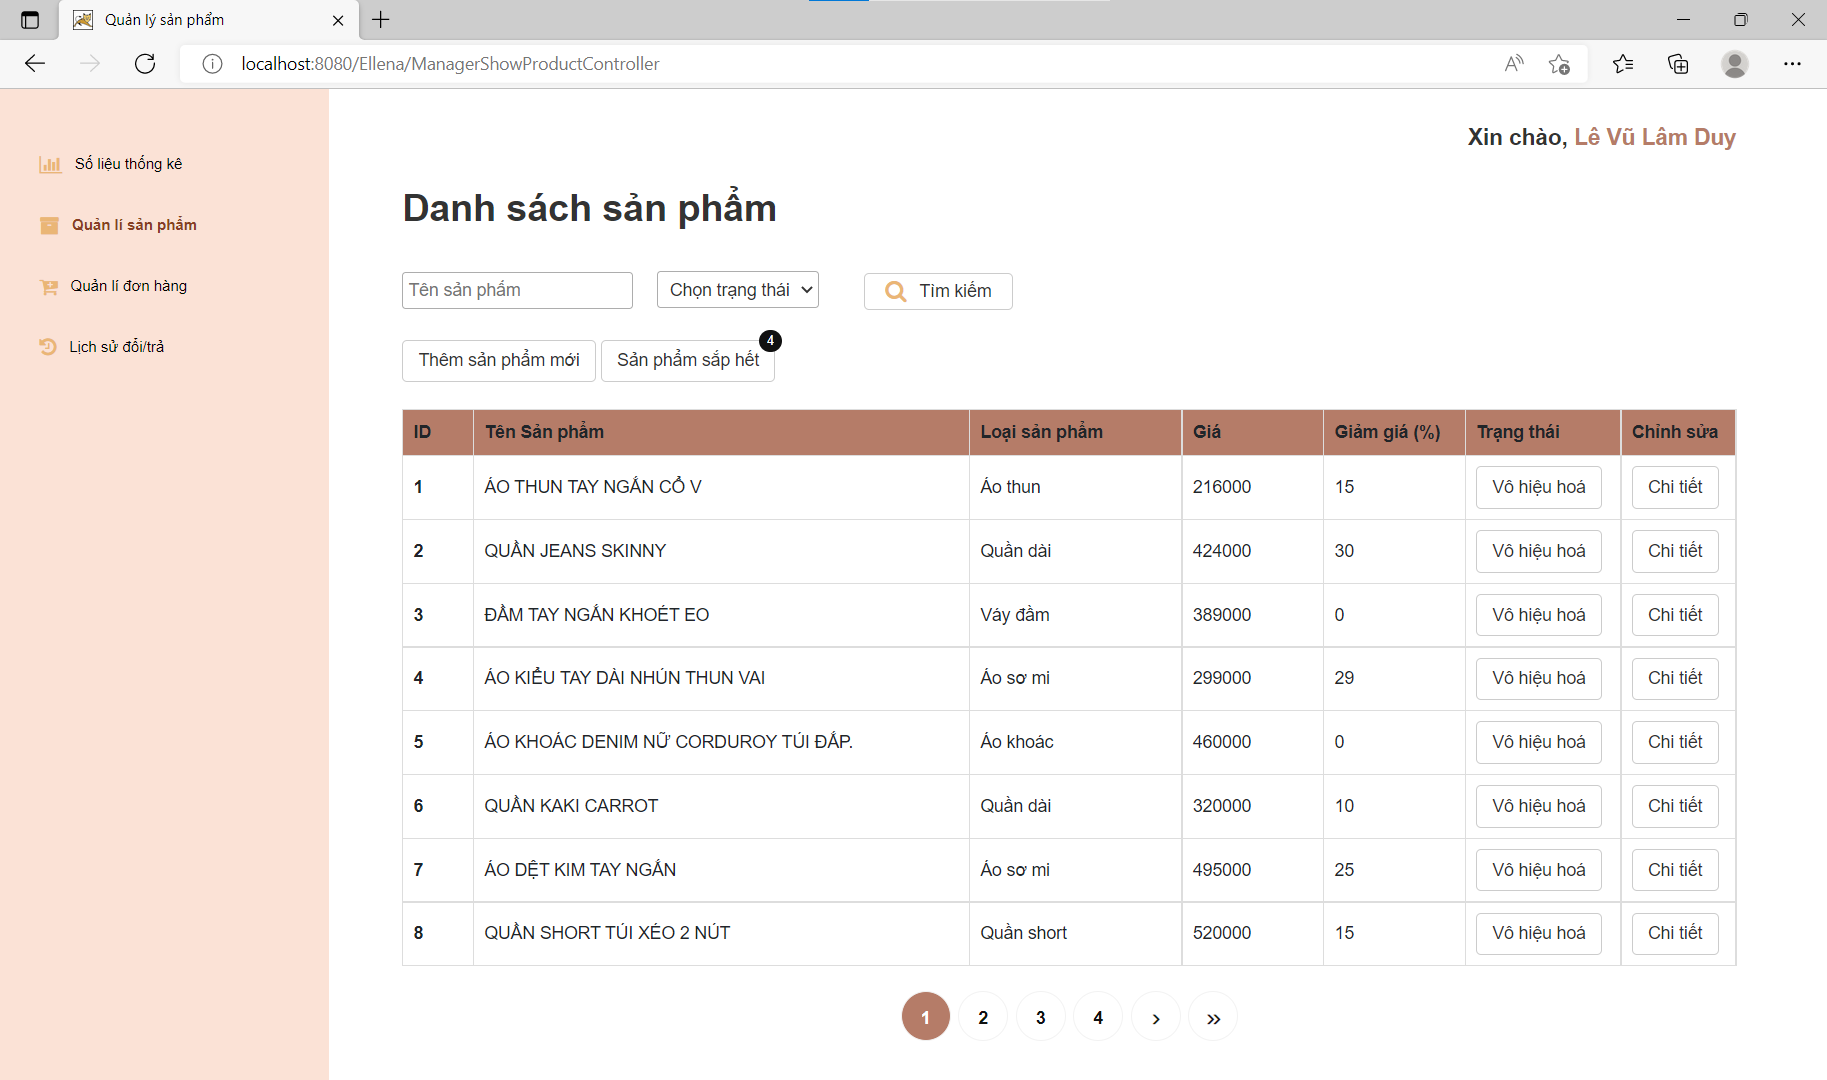 Quản lý sản phẩm
localhost:8080/Ellena/ManagerShowProductController
Xin chào, Lê Vũ Lâm Duy
Số liệu thống kê
Quản lí sản phẩm
Quản lí đơn hàng
Lịch sử đổi/trả
Danh sách sản phẩm
Tên sản phẩm Chọn trạng thái Tìm kiếm
Thêm sản phẩm mới Sản phẩm sắp hết 4
ID Tên Sản phẩm Loại sản phẩm Giá Giảm giá (%) Trạng thái Chỉnh sửa
1 ÁO THUN TAY NGẮN CỔ V Áo thun 216000 15 Vô hiệu hoá Chi tiết
2 QUẦN JEANS SKINNY Quần dài 424000 30 Vô hiệu hoá Chi tiết
3 ĐẦM TAY NGẮN KHOÉT EO Váy đầm 389000 0 Vô hiệu hoá Chi tiết
4 ÁO KIỂU TAY DÀI NHÚN THUN VAI Áo sơ mi 299000 29 Vô hiệu hoá Chi tiết
5 ÁO KHOÁC DENIM NỮ CORDUROY TÚI ĐẮP. Áo khoác 460000 0 Vô hiệu hoá Chi tiết
6 QUẦN KAKI CARROT Quần dài 320000 10 Vô hiệu hoá Chi tiết
7 ÁO DỆT KIM TAY NGẮN Áo sơ mi 495000 25 Vô hiệu hoá Chi tiết
8 QUẦN SHORT TÚI XÉO 2 NÚT Quần short 520000 15 Vô hiệu hoá Chi tiết
1 2 3 4 › »